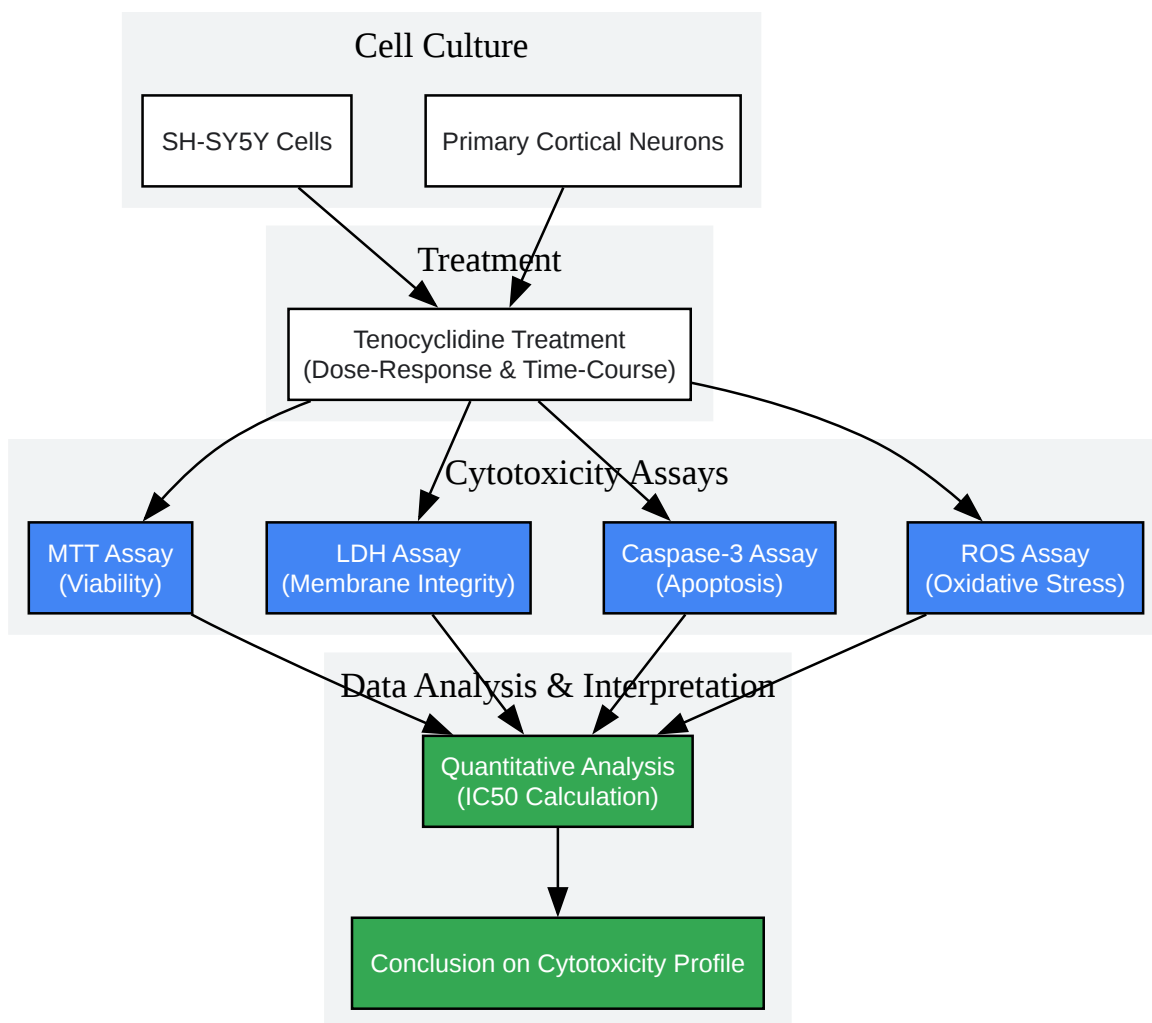 Cell Culture
SH-SY5Y Cells
Primary Cortical Neurons
Treatment
Tenocyclidine Treatment
(Dose-Response & Time-Course)
Cytotoxicity Assays
MTT Assay
(Viability)
LDH Assay
(Membrane Integrity)
Caspase-3 Assay
(Apoptosis)
ROS Assay
(Oxidative Stress)
Data Analysis & Interpretation
Quantitative Analysis
(IC50 Calculation)
Conclusion on Cytotoxicity Profile